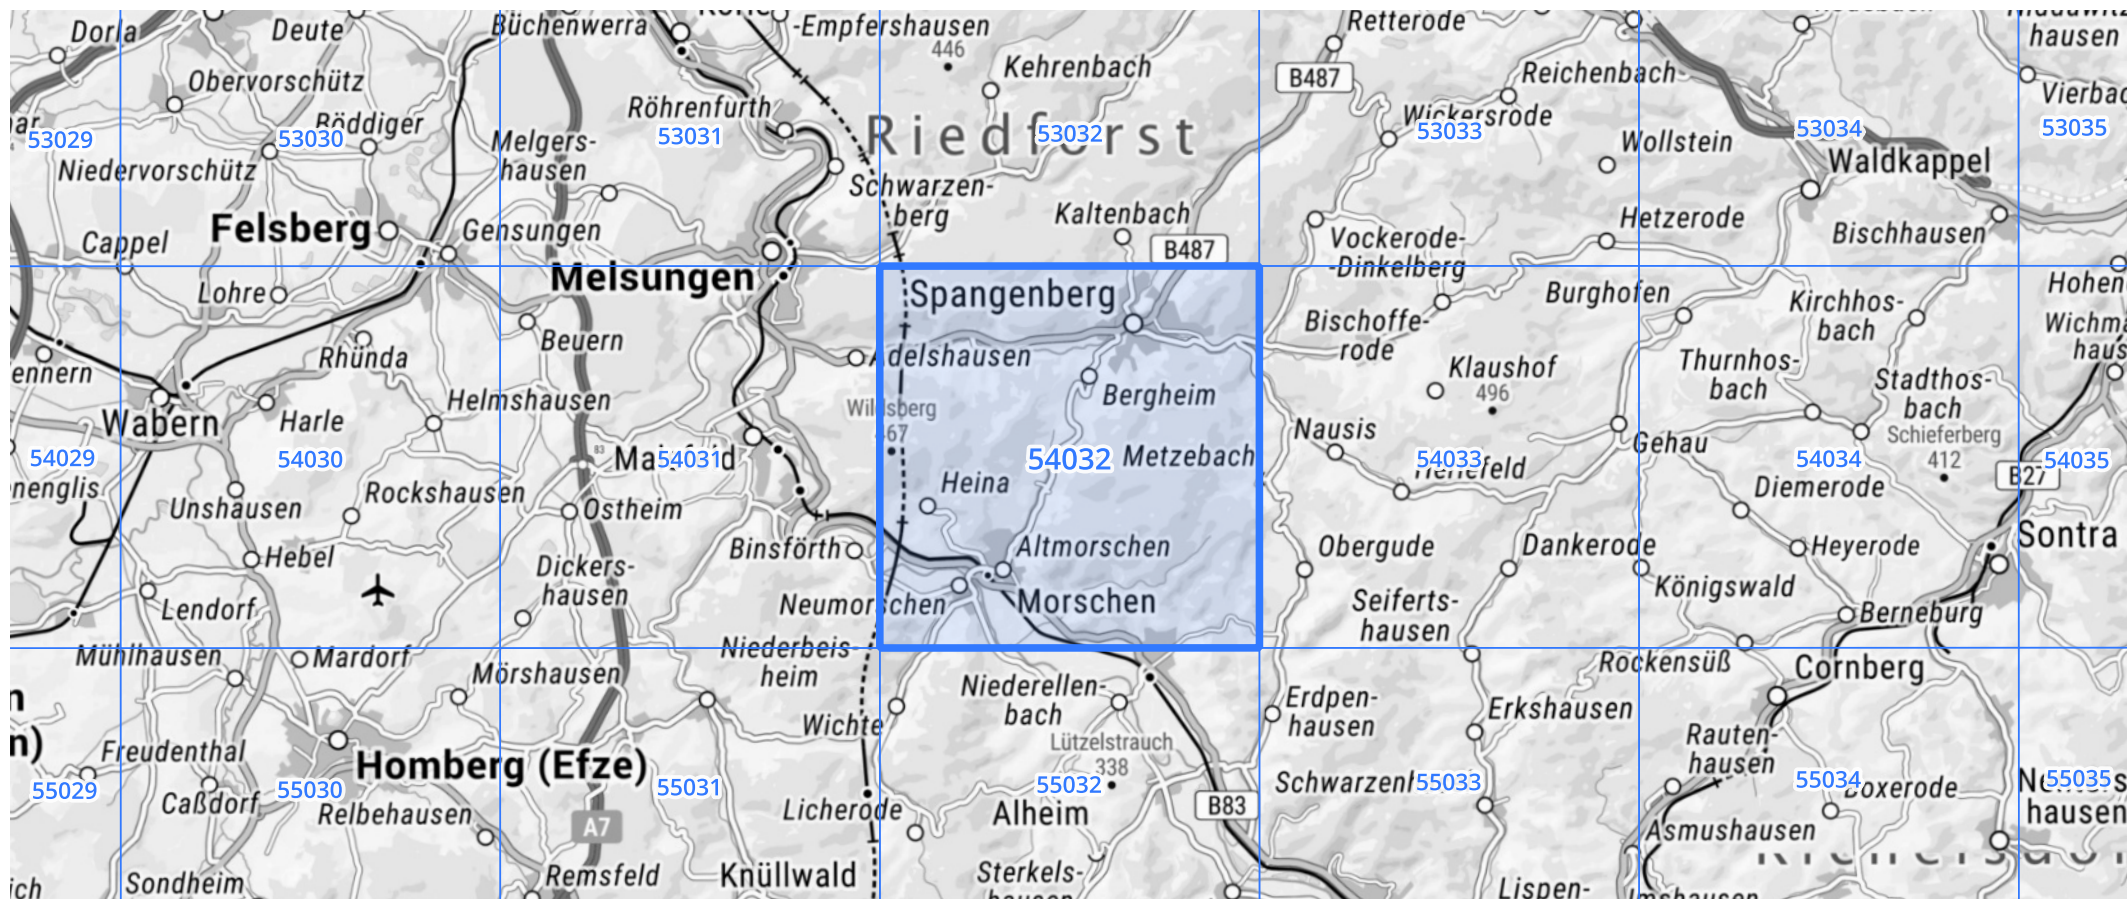 Dorla
Deute
Büchenwerra
-Empfershausen
446
Kehrenbach
Retterode
B487
Reichenbach
hausen
Vierbac
Obervorschütz
Böddiger
Röhrenfurth
Riedforst
Wickersrode
Wollstein
53029
53030
53031
53032
53033
53034
53035
Niedervorschütz
Melgers-
hausen
Schwarzen-
berg
Waldkappel
Felsberg
Gensungen
Cappel
Kaltenbach
B487
Vockerode-
-Dinkelberg
Hetzerode
Bischhausen
Lohre
Melsungen
Spangenberg
Burghofen
Kirchhos-
bach
Hohen
Wichm
haus
Rhünda
Beuern
Adelshausen
Bischoffe-
rode
Klaushof
496
Thurnhos-
bach
Stadthos-
bach
ennern
Wabern
Harle
Helmshausen
Bergheim
Nausis
Gehau
Schieferberg
412
54029
54030
54031
54032
Metzebach
54033
54034
54035
83
B27
nenglis
Unshausen
Rockshausen
Ostheim
Heina
Diemerode
Hebel
Dickers-
hausen
Binsförth
Altmorschen
Obergude
Dankerode
Heyerode
Sontra
Lendorf
Neumorschen
Morschen
Seiferts-
hausen
Königswald
Berneburg
Mühlhausen
Mardorf
Mörshausen
Niederbeis-
heim
Niederellen-
bach
Erdpen-
hausen
Erkshausen
Rockensüß
Cornberg
Freudenthal
Homberg (Efze)
Wichte
Lützelstrauch
338
Rauten-
hausen
55029
55030
55031
55032
55033
55034
55035
Caßdorf
Relbehausen
A7
Licherode
Alheim
B83
hausen
Asmushausen
Sondheim
Remsfeld
Knüllwald
Sterkels-
Lispen-